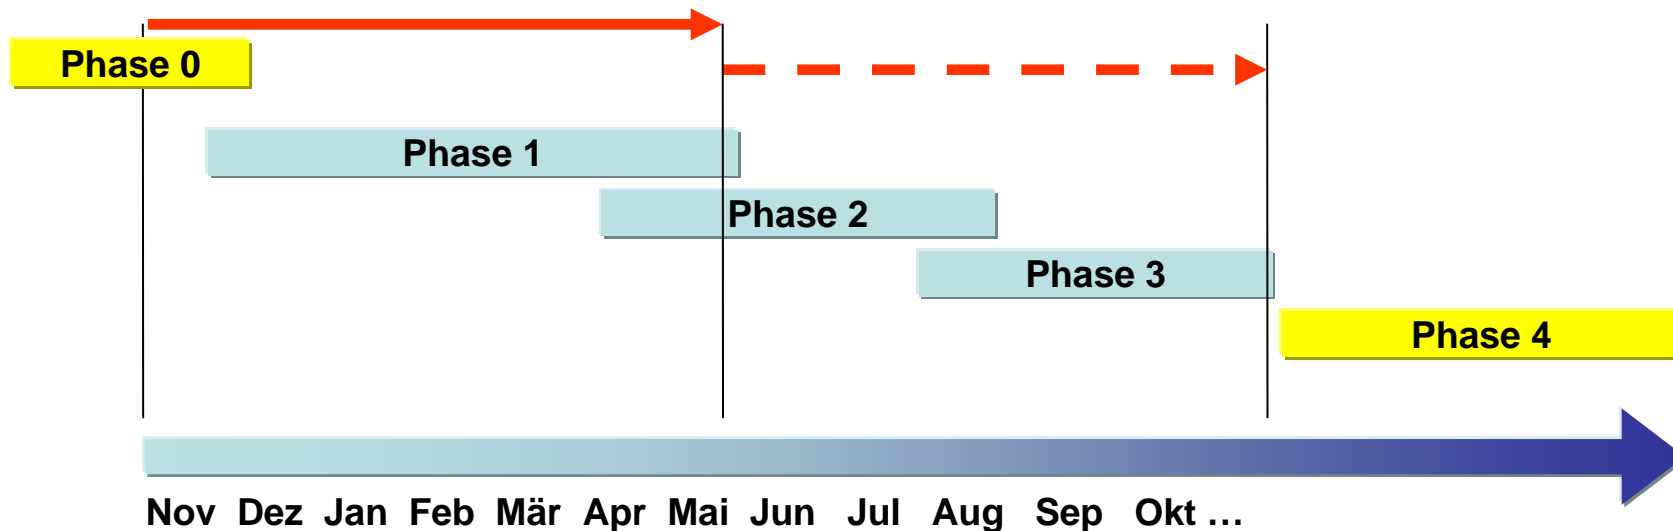 Phase 0
Phase 1
Phase 2
Phase 3
Phase 4
Nov Dez Jan Feb Mär Apr Mai Jun Jul Aug Sep Okt ...